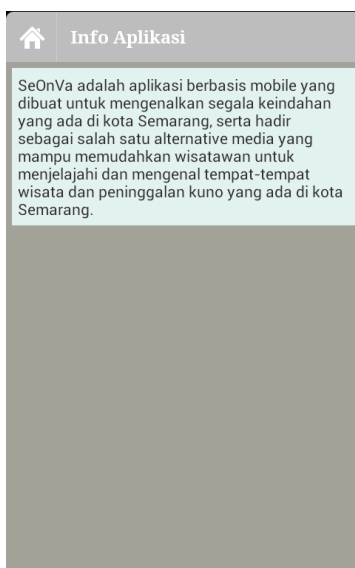 Info Aplikasi
SeOnVa adalah aplikasi berbasis mobile yang
dibuat untuk mengenalkan segala keindahan
yang ada di kota Semarang, serta hadir
sebagai salah satu alternative media yang
mampu memudahkan wisatawan untuk
menjelajahi dan mengenal tempat-tempat
wisata dan peninggalan kuno yang ada di kota
Semarang.